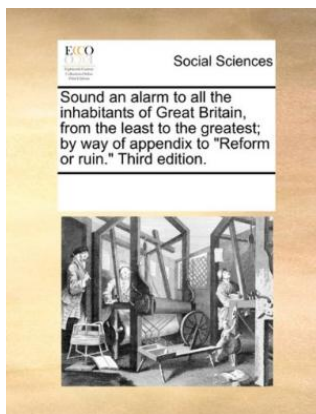 ECCO
Social Sciences
Sound an alarm to all the
inhabitants of Great Britain,
from the least to the greatest;
by way of appendix to "Reform
or ruin." Third edition.